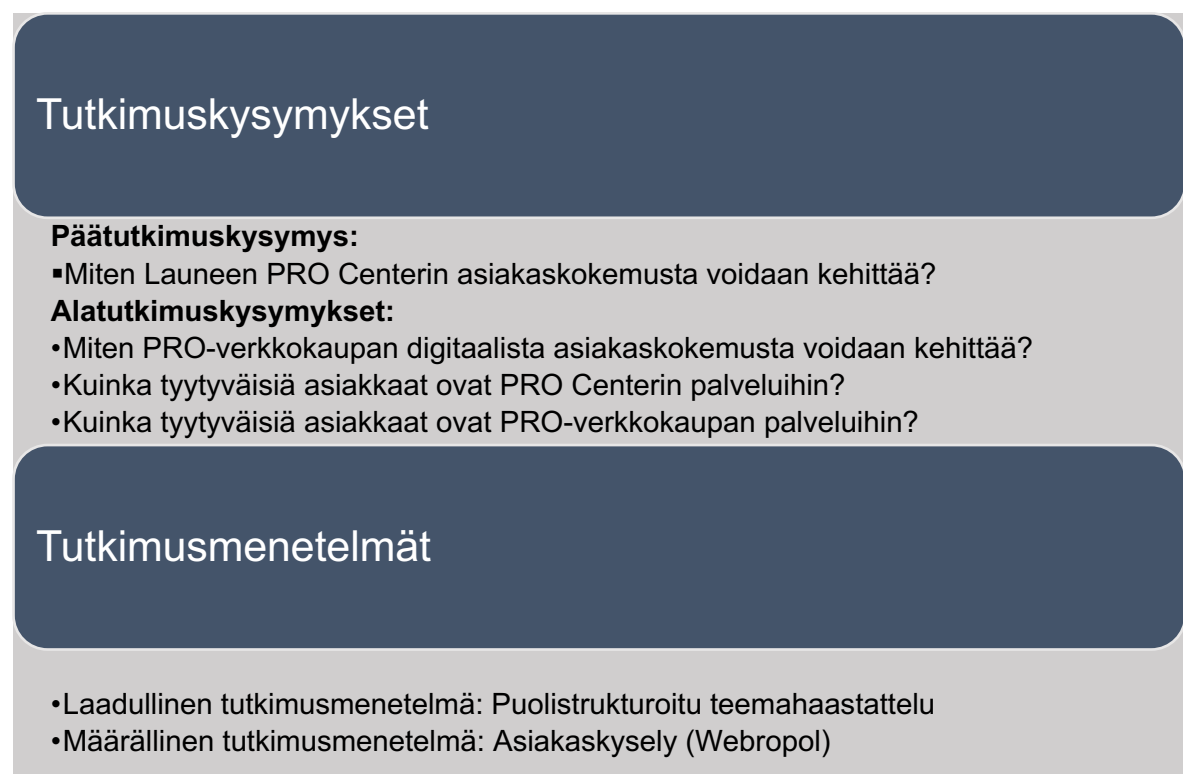 Tutkimuskysymykset
Päätutkimuskysymys:
▪Miten Launeen PRO Centerin asiakaskokemusta voidaan kehittää?
Alatutkimuskysymykset:
•Miten PRO-verkkokaupan digitaalista asiakaskokemusta voidaan kehittää?
•Kuinka tyytyväisiä asiakkaat ovat PRO Centerin palveluihin?
•Kuinka tyytyväisiä asiakkaat ovat PRO-verkkokaupan palveluihin?
Tutkimusmenetelmät
•Laadullinen tutkimusmenetelmä: Puolistrukturoitu teemahaastattelu
•Määrällinen tutkimusmenetelmä: Asiakaskysely (Webropol)